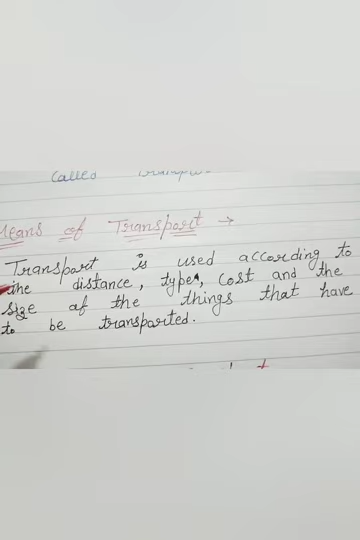 called
Means of Transport →
Transport is used according to
the distance, type, cost and the
size of the things that have
to be transported.